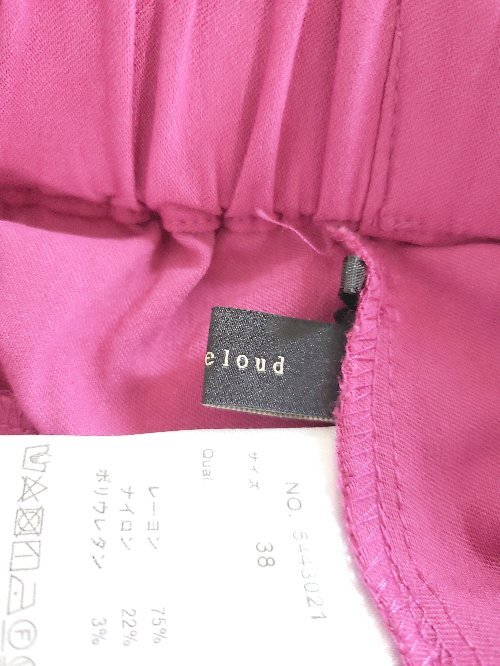 eloud
NO. 5443021
サイズ 38
Qual
レーヨン 75%
ナイロン 22%
ポリウレタン 3%